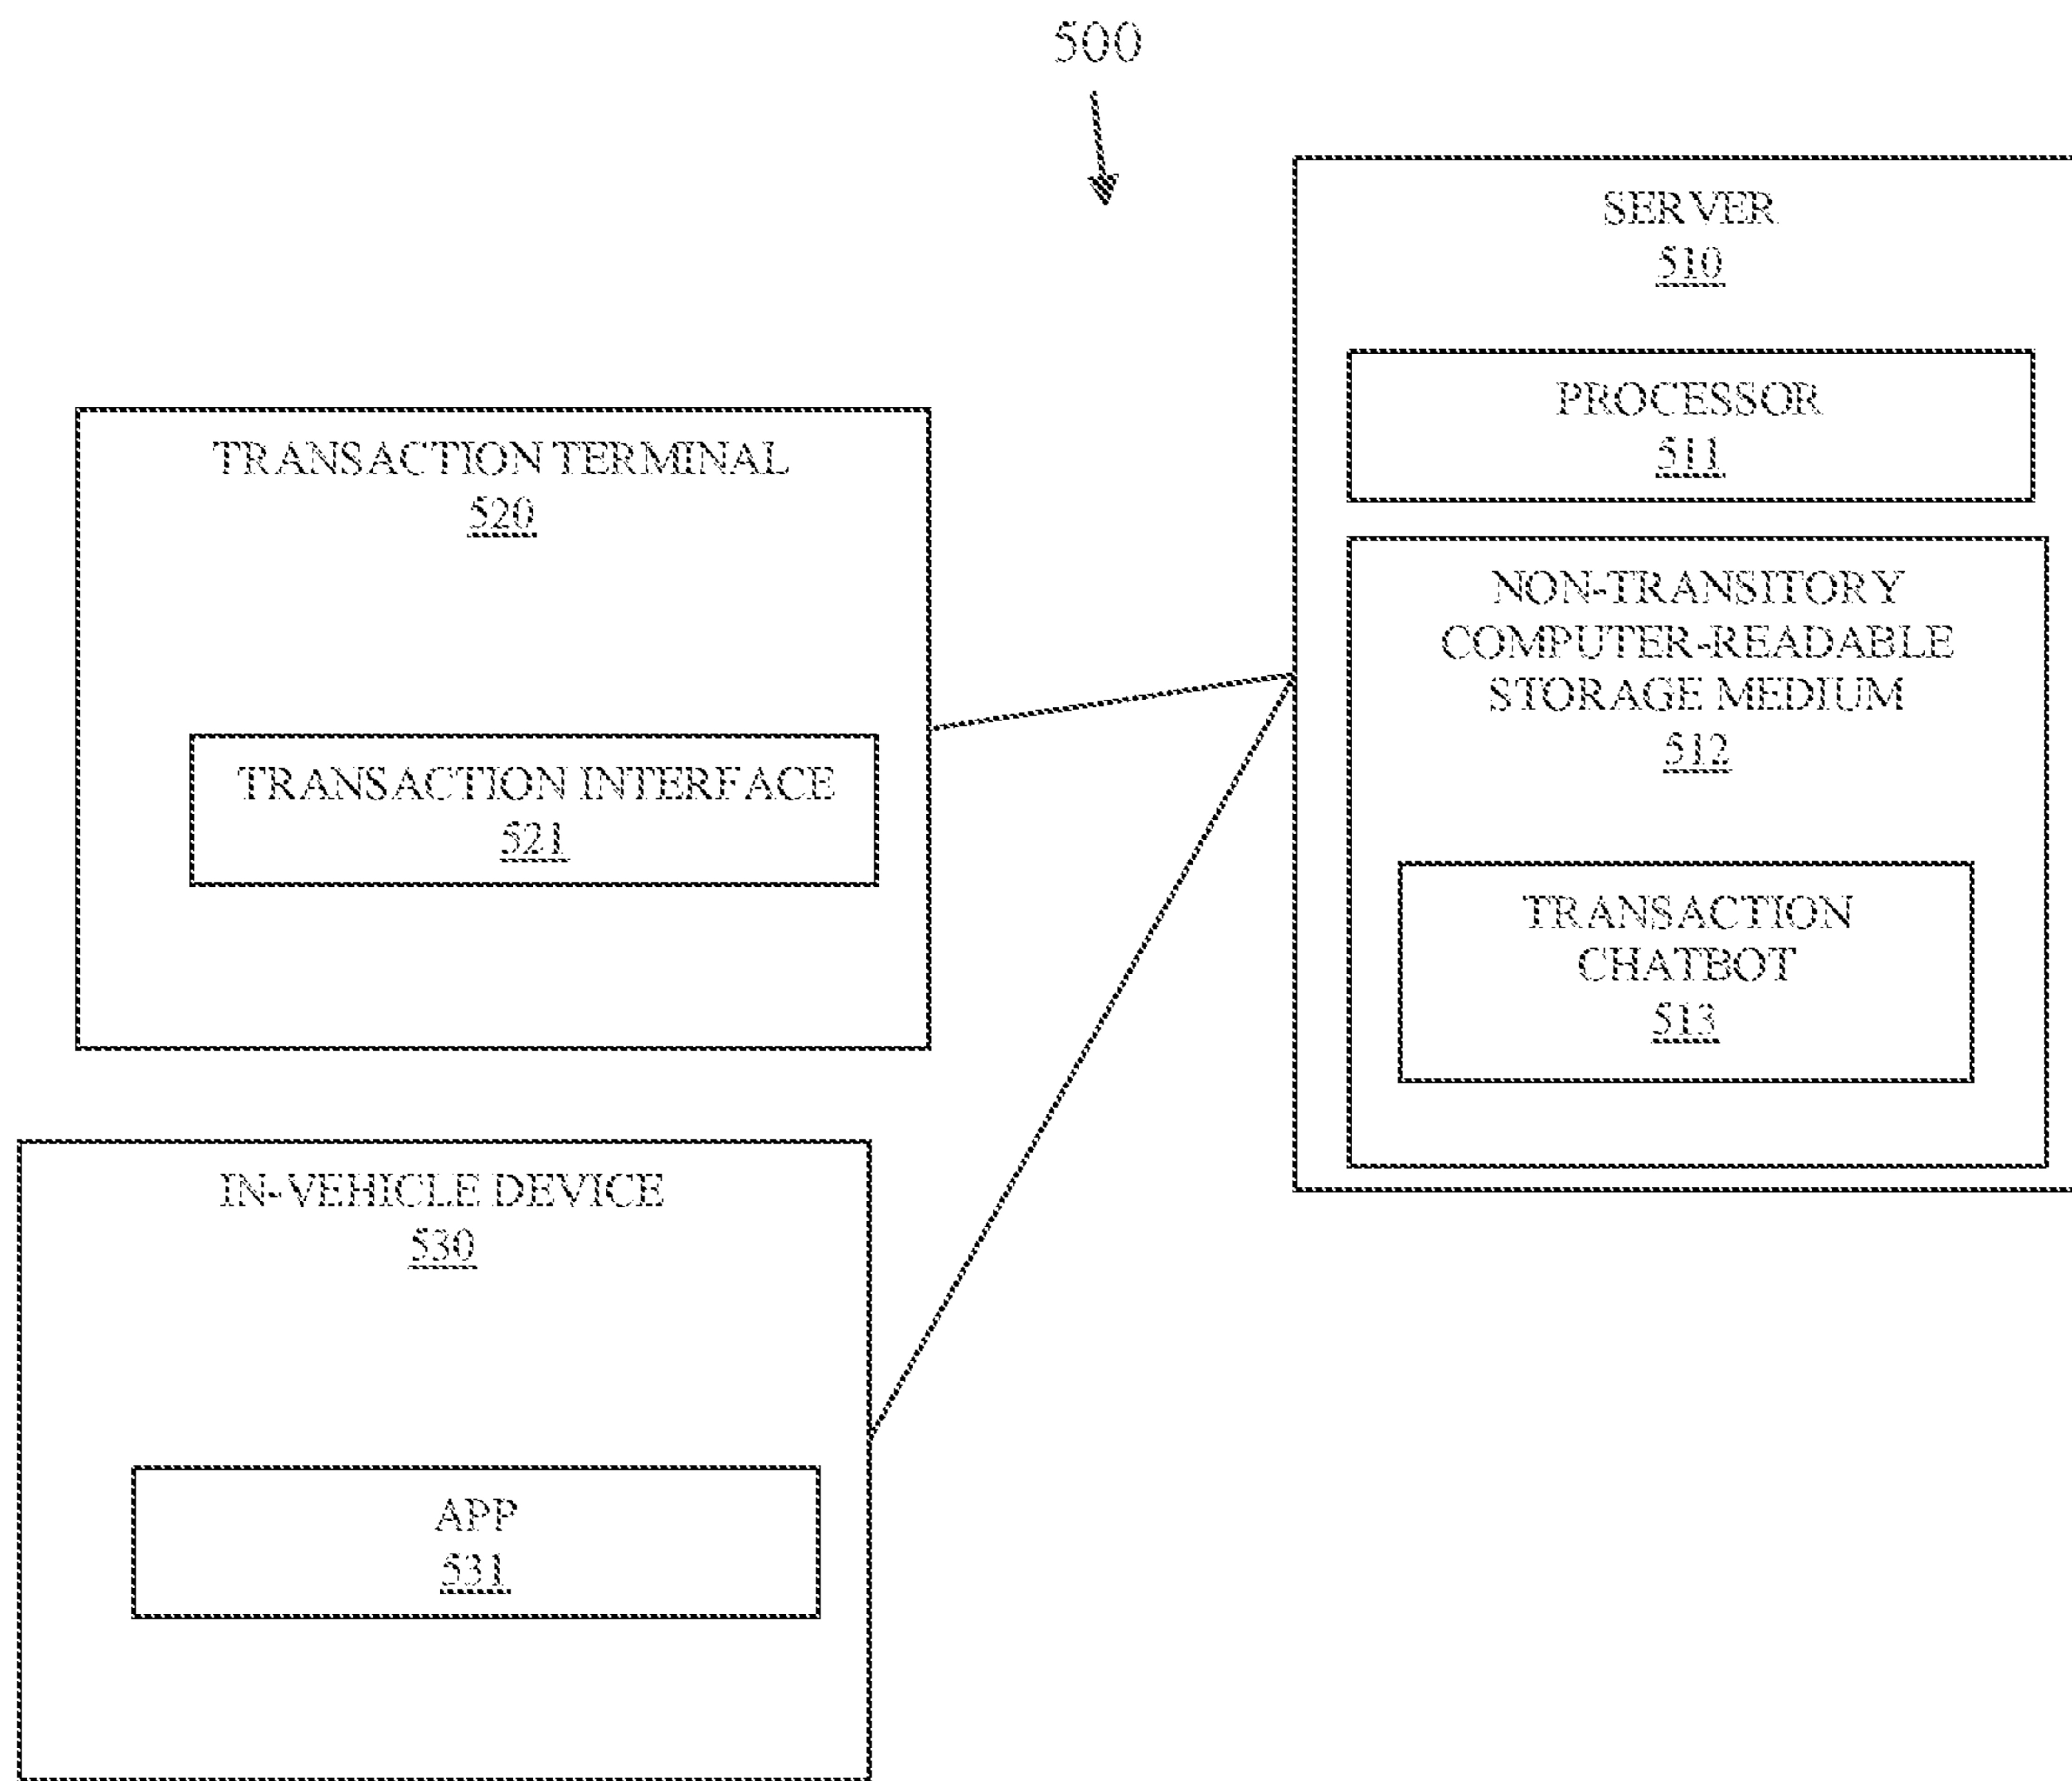 500
SERVER
510
PROCESSOR
511
NON-TRANSITORY
COMPUTER-READABLE
STORAGE MEDIUM
512
TRANSACTION
CHATBOT
513
TRANSACTION TERMINAL
520
TRANSACTION INTERFACE
521
IN-VEHICLE DEVICE
530
APP
531